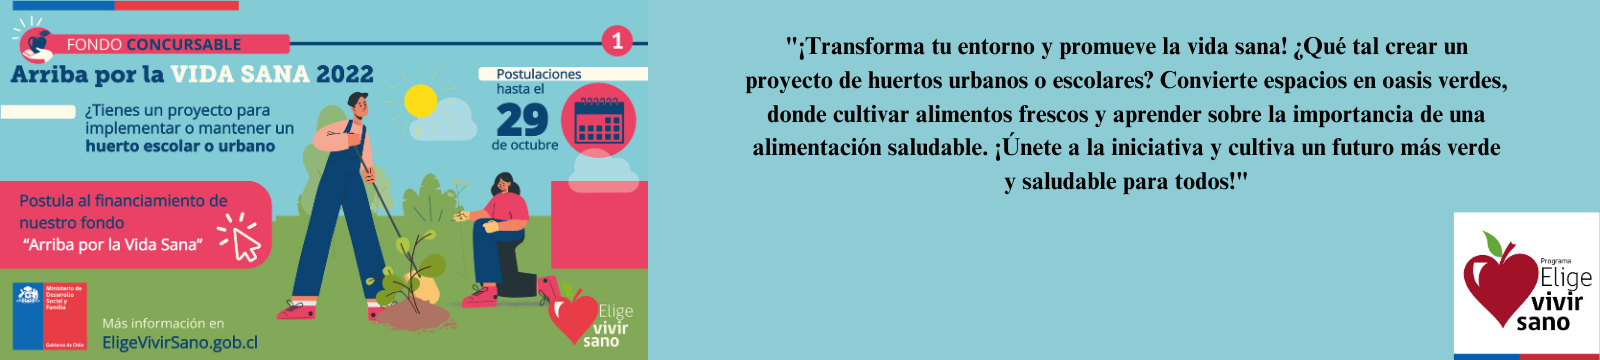 FONDO CONCURSABLE
1
Arriba por la VIDA SANA 2022
¿Tienes un proyecto para
implementar o mantener un
huerto escolar o urbano
Postulaciones
hasta el
29
de octubre
Postula al financiamiento de
nuestro fondo
“Arriba por la Vida Sana”
Ministerio de
Desarrollo
Social y
Familia
Gobierno de Chile
Más información en
EligeVivirSano.gob.cl
Elige
vivir
sano
"¡Transforma tu entorno y promueve la vida sana! ¿Qué tal crear un
proyecto de huertos urbanos o escolares? Convierte espacios en oasis verdes,
donde cultivar alimentos frescos y aprender sobre la importancia de una
alimentación saludable. ¡Únete a la iniciativa y cultiva un futuro más verde
y saludable para todos!"
Programa
Elige
vivir
sano